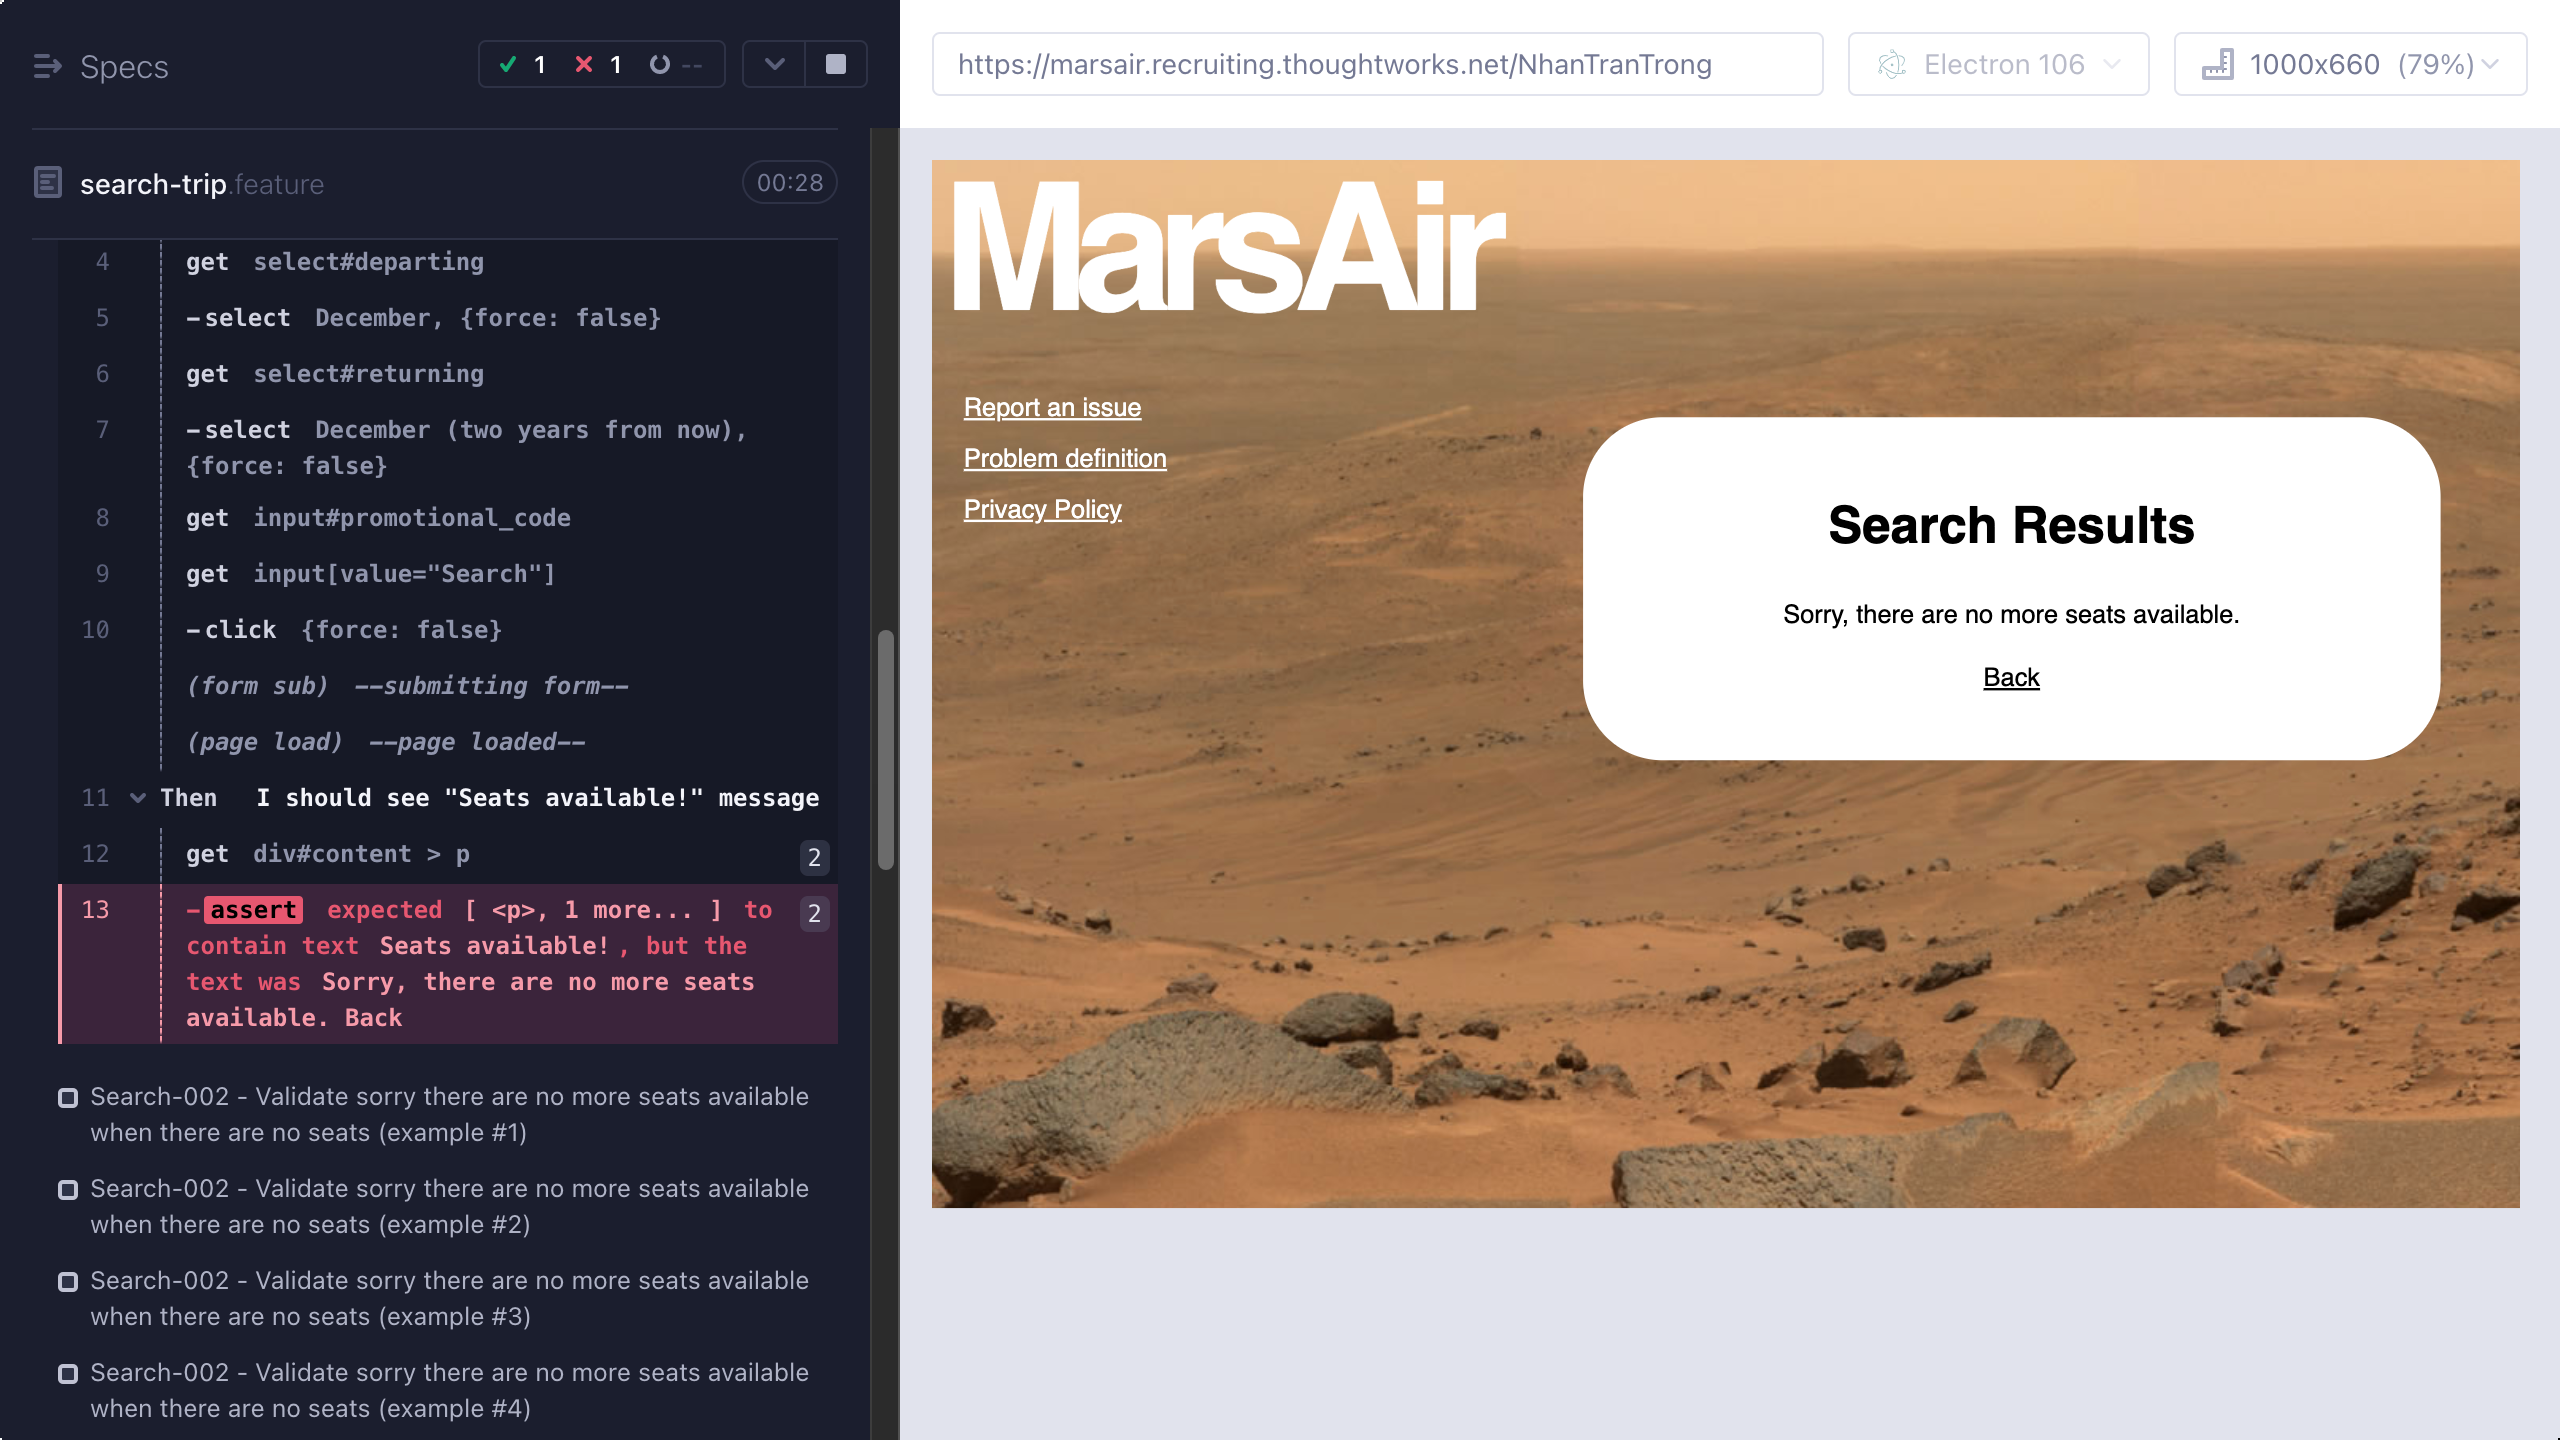 Specs
1 1 --
search-trip.feature 00:28
4 get select#departing
5 -select December, {force: false}
6 get select#returning
7 -select December (two years from now),
{force: false}
8 get input#promotional_code
9 get input[value="Search"]
10 -click {force: false}
(form sub) --submitting form--
(page load) --page loaded--
11 Then I should see "Seats available!" message
12 get div#content > p 2
13 -assert expected [ <p>, 1 more... ] to 2
contain text Seats available!, but the
text was Sorry, there are no more seats
available. Back
Search-002 - Validate sorry there are no more seats available
when there are no seats (example #1)
Search-002 - Validate sorry there are no more seats available
when there are no seats (example #2)
Search-002 - Validate sorry there are no more seats available
when there are no seats (example #3)
Search-002 - Validate sorry there are no more seats available
when there are no seats (example #4)
https://marsair.recruiting.thoughtworks.net/NhanTranTrong
Electron 106
1000x660 (79%)
MarsAir
Report an issue
Problem definition
Privacy Policy
Search Results
Sorry, there are no more seats available.
Back